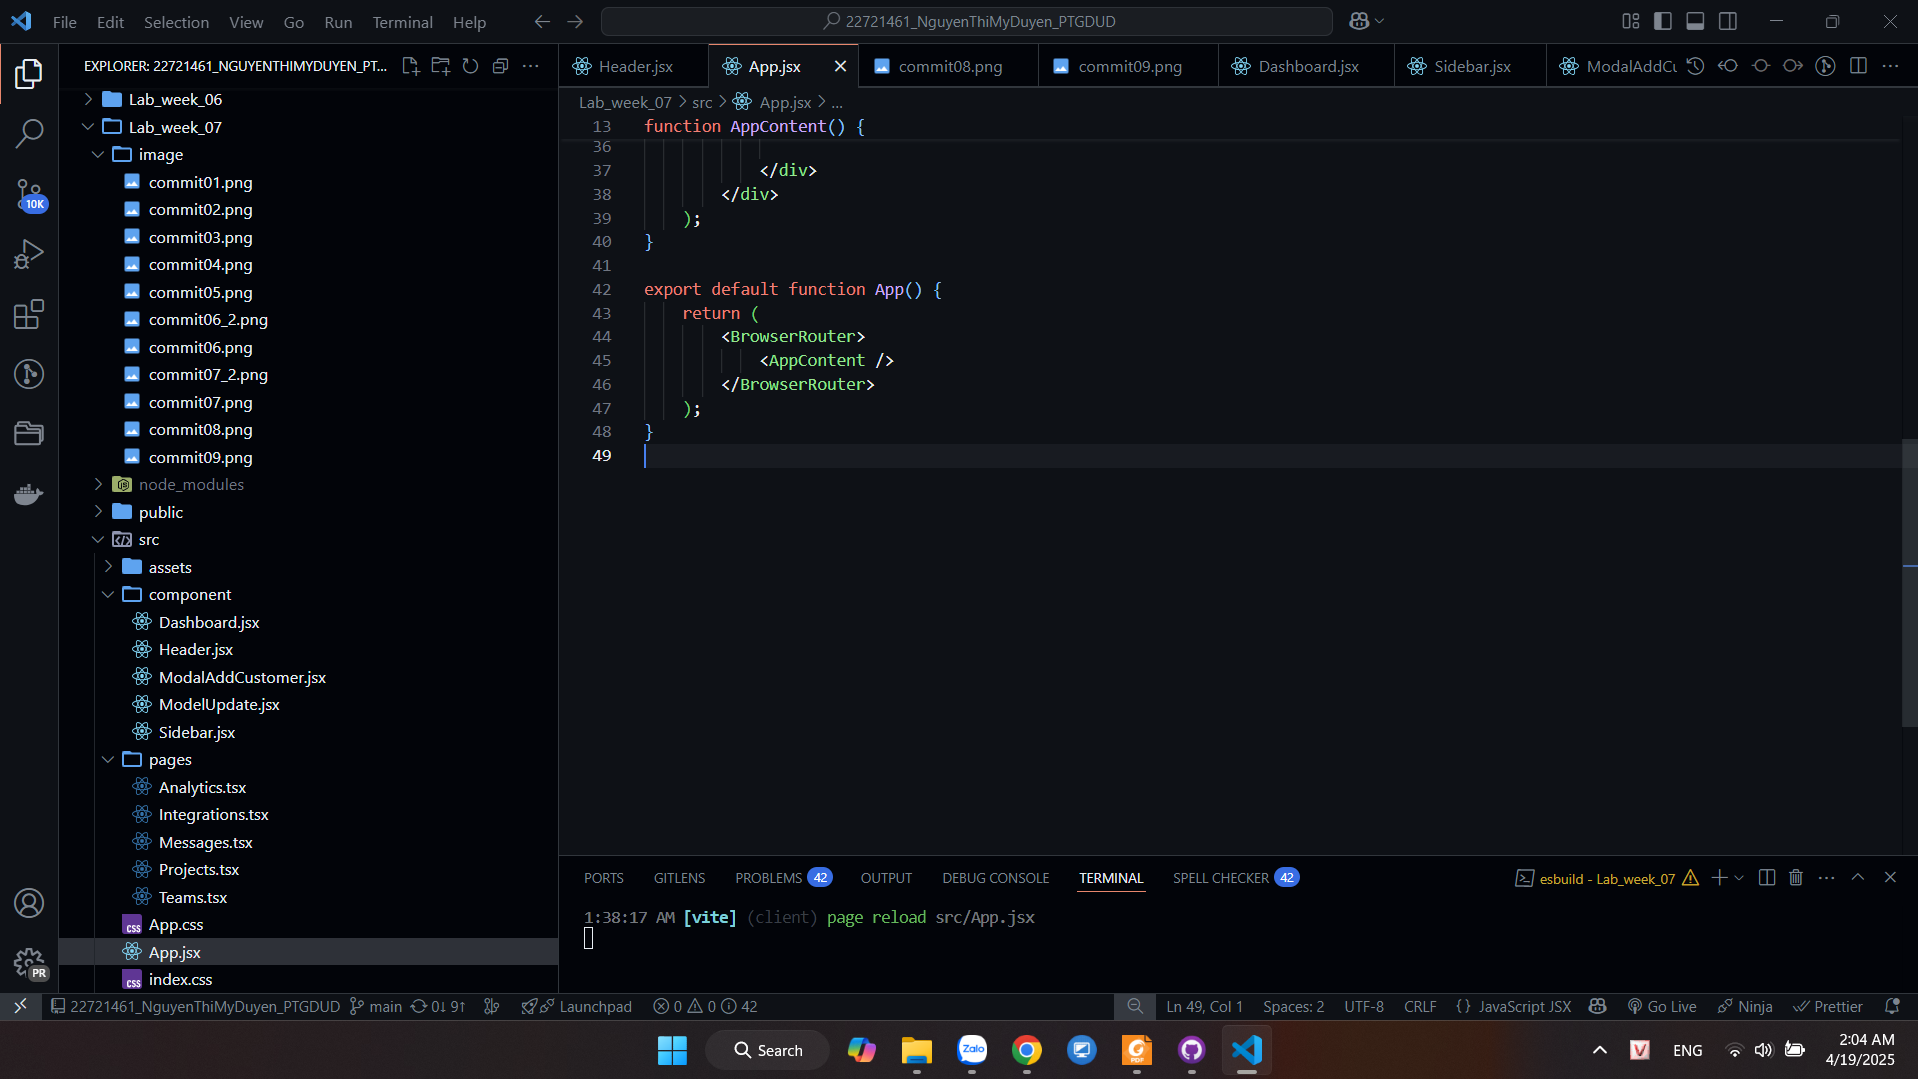 File Edit Selection View Go Run Terminal Help
22721461_NguyenThiMyDuyen_PTGDUD
EXPLORER: 22721461_NGUYENTHIMYDUYEN_PT...
Header.jsx
App.jsx
commit08.png
commit09.png
Dashboard.jsx
Sidebar.jsx
ModalAddCu
Lab_week_07 > src > App.jsx > ...
Lab_week_06
Lab_week_07
image
commit01.png
commit02.png
commit03.png
commit04.png
commit05.png
commit06_2.png
commit06.png
commit07_2.png
commit07.png
commit08.png
commit09.png
node_modules
public
src
assets
component
Dashboard.jsx
Header.jsx
ModalAddCustomer.jsx
ModelUpdate.jsx
Sidebar.jsx
pages
Analytics.tsx
Integrations.tsx
Messages.tsx
Projects.tsx
Teams.tsx
App.css
App.jsx
index.css
10K
PR
13 function AppContent() {
36
37 </div>
38 </div>
39 );
40 }
41
42 export default function App() {
43 return (
44 <BrowserRouter>
45 <AppContent />
46 </BrowserRouter>
47 );
48 }
49
PORTS GITLENS PROBLEMS 42 OUTPUT DEBUG CONSOLE TERMINAL SPELL CHECKER 42
esbuild - Lab_week_07
1:38:17 AM [vite] (client) page reload src/App.jsx
22721461_NguyenThiMyDuyen_PTGDUD main 0↓ 9↑ Launchpad 0 0 42
Ln 49, Col 1 Spaces: 2 UTF-8 CRLF {} JavaScript JSX Go Live Ninja Prettier
Search
Zalo
PDF
V
ENG
2:04 AM
4/19/2025